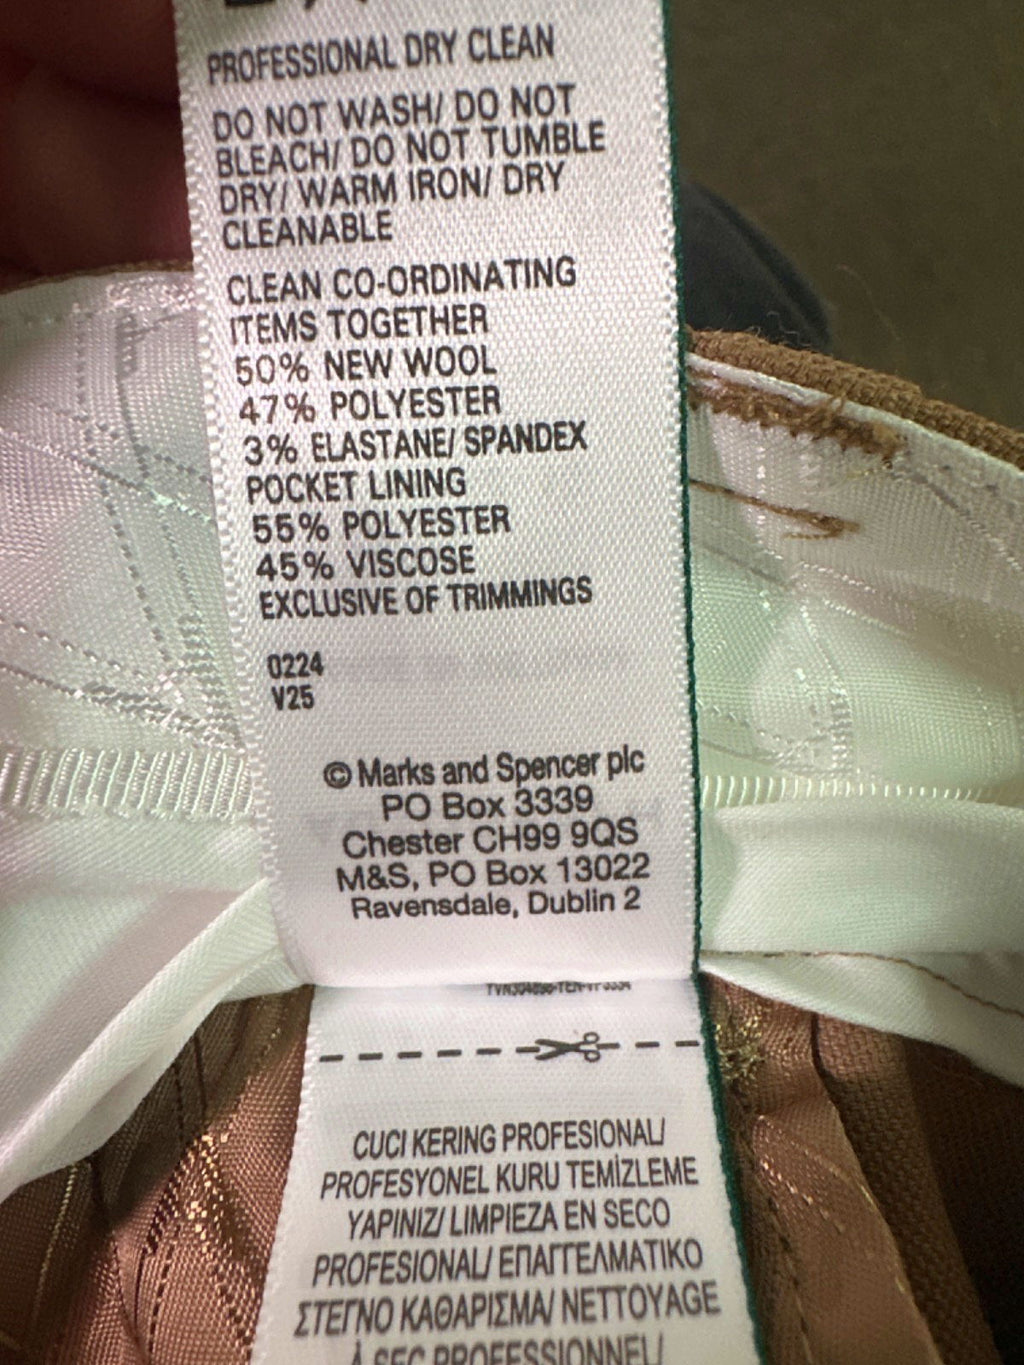 PROFESSIONAL DRY CLEAN
DO NOT WASH/ DO NOT
BLEACH/ DO NOT TUMBLE
DRY/ WARM IRON/ DRY
CLEANABLE
CLEAN CO-ORDINATING
ITEMS TOGETHER
50% NEW WOOL
47% POLYESTER
3% ELASTANE/ SPANDEX
POCKET LINING
55% POLYESTER
45% VISCOSE
EXCLUSIVE OF TRIMMINGS
0224
V25
© Marks and Spencer plc
PO Box 3339
Chester CH99 9QS
M&S, PO Box 13022
Ravensdale, Dublin 2
CUCI KERING PROFESIONAL/
PROFESYONEL KURU TEMİZLEME
YAPINIZ/ LIMPIEZA EN SECO
PROFESIONAL/ ΕΠΑΓΓΕΛΜΑΤΙΚΟ
ΣΤΕΓΝΟ ΚΑΘΑΡΙΣΜΑ/ NETTOYAGE
À SEC PROFESSIONNEL/